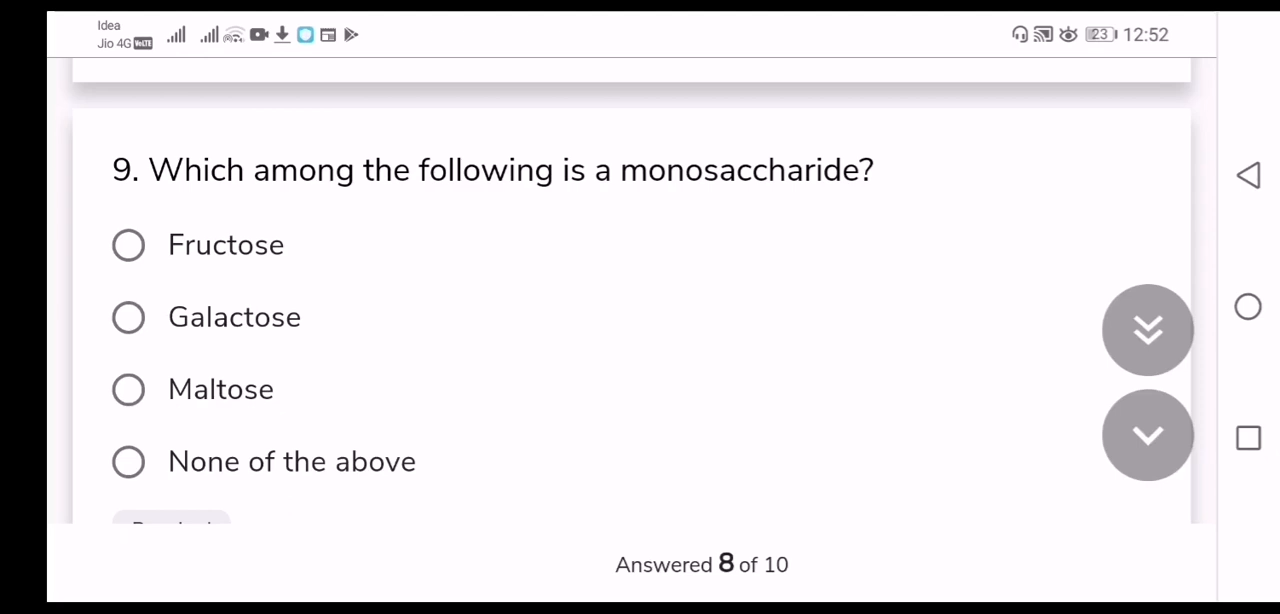 Idea
Jio 4G VoLTE
23 12:52
9. Which among the following is a monosaccharide?
Fructose
Galactose
Maltose
None of the above
Answered 8 of 10